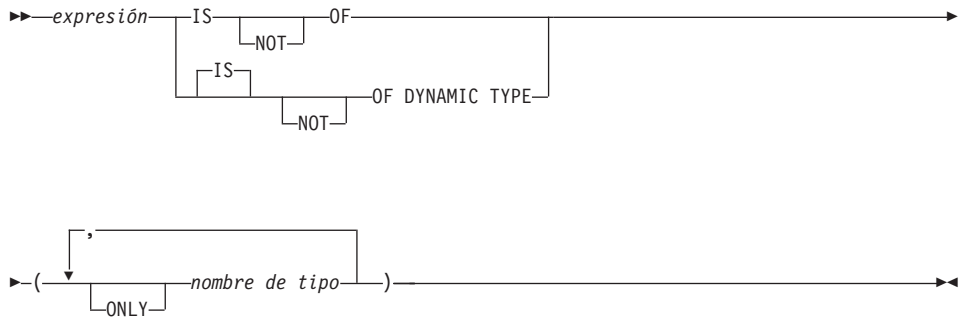 expresión IS OF
NOT
IS
OF DYNAMIC TYPE
NOT
,
( nombre de tipo )
ONLY